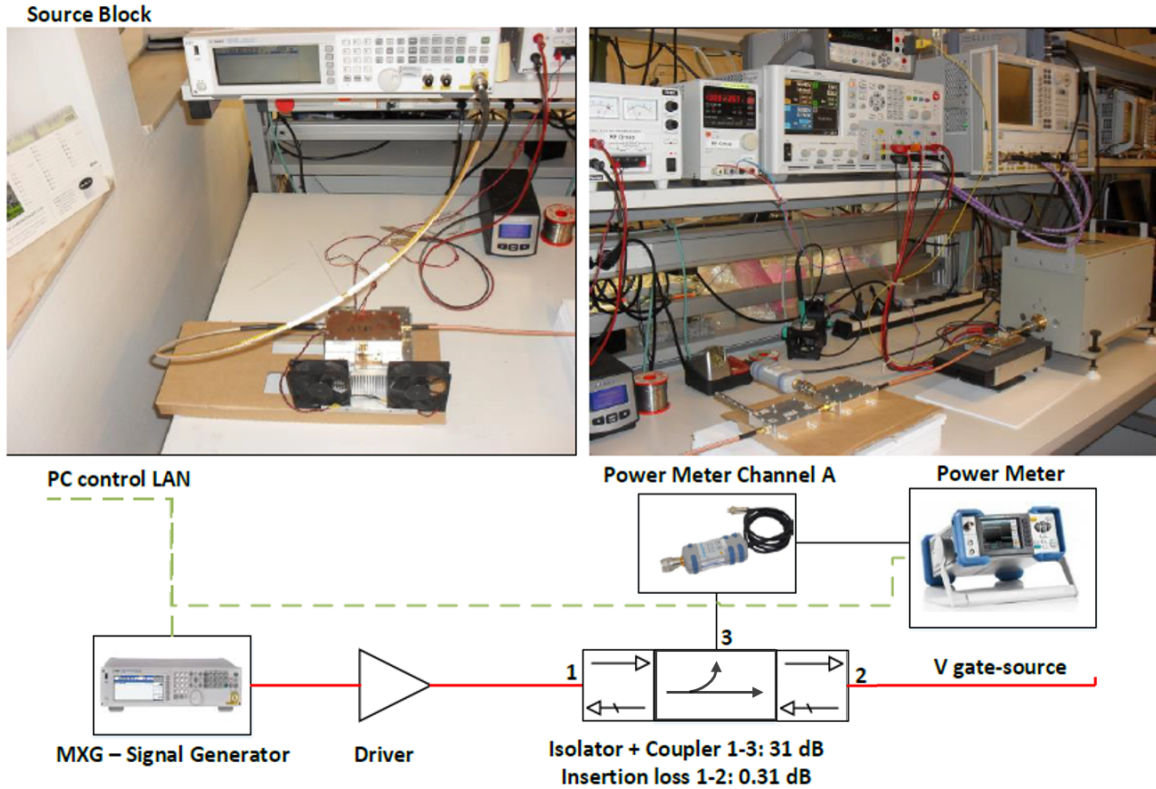 Source Block
PC control LAN
Power Meter Channel A
Power Meter
3
1
2
V gate-source
MXG – Signal Generator
Driver
Isolator + Coupler 1-3: 31 dB
Insertion loss 1-2: 0.31 dB